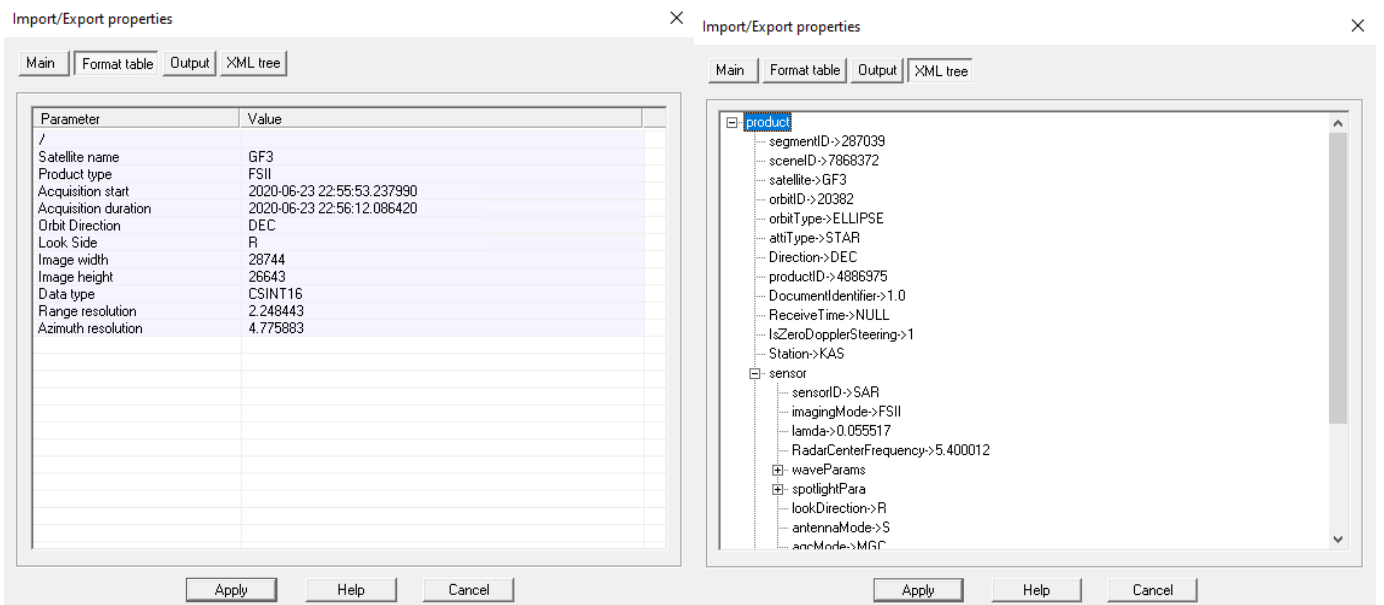 Import/Export properties
Main Format table Output XML tree
Parameter Value
/
Satellite name GF3
Product type FSII
Acquisition start 2020-06-23 22:55:53.237990
Acquisition duration 2020-06-23 22:56:12.086420
Orbit Direction DEC
Look Side R
Image width 28744
Image height 26643
Data type CSINT16
Range resolution 2.248443
Azimuth resolution 4.775883
Apply Help Cancel
Import/Export properties
Main Format table Output XML tree
product
segmentID->287039
sceneID->7868372
satellite->GF3
orbitID->20382
orbitType->ELLIPSE
attiType->STAR
Direction->DEC
productID->4886975
DocumentIdentifier->1.0
ReceiveTime->NULL
IsZeroDopplerSteering->1
Station->KAS
sensor
sensorID->SAR
imagingMode->FSII
lamda->0.055517
RadarCenterFrequency->5.400012
waveParams
spotlightPara
lookDirection->R
antennaMode->S
agcMode->MGC
Apply Help Cancel